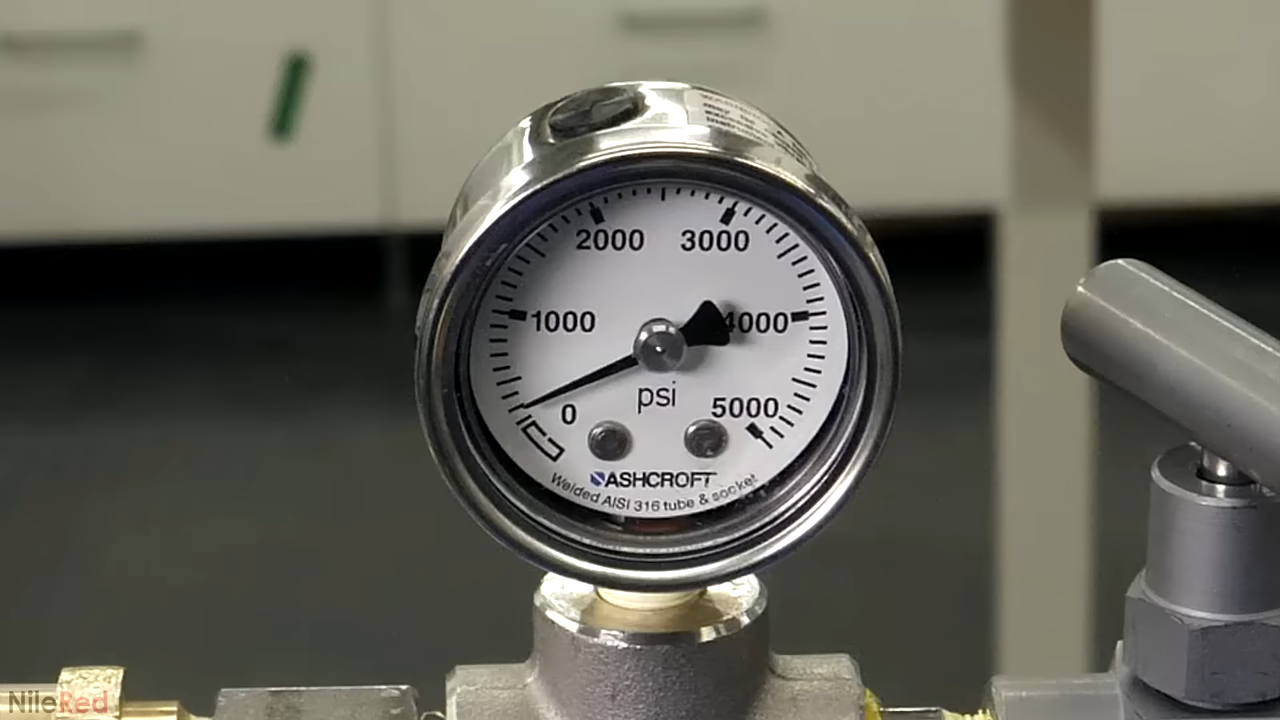 2000 3000
1000 4000
psi
0 5000
ASHCROFT
Welded AISI 316 tube & socket
NileRed